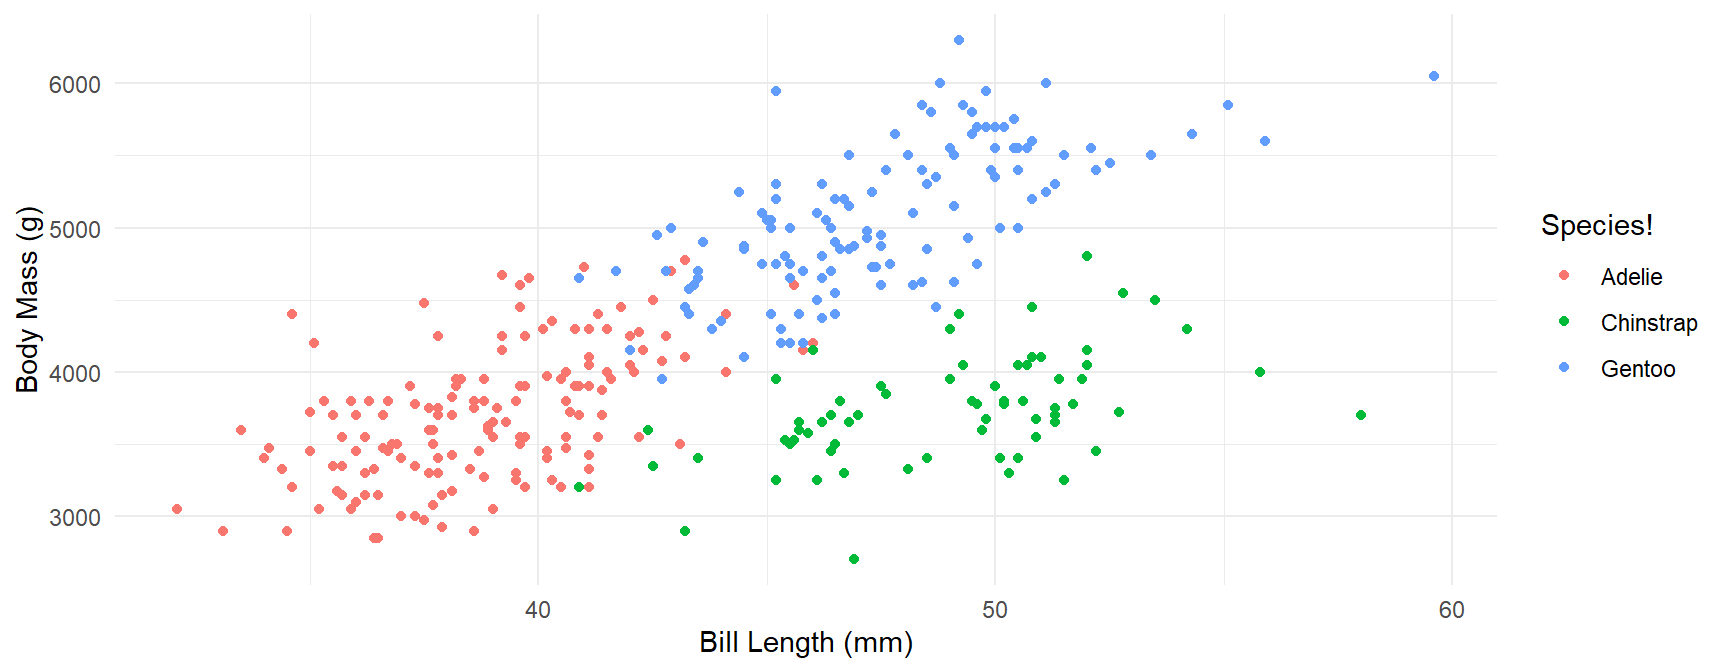 6000
5000
4000
3000
Body Mass (g)
40 50 60
Bill Length (mm)
Species!
Adelie
Chinstrap
Gentoo